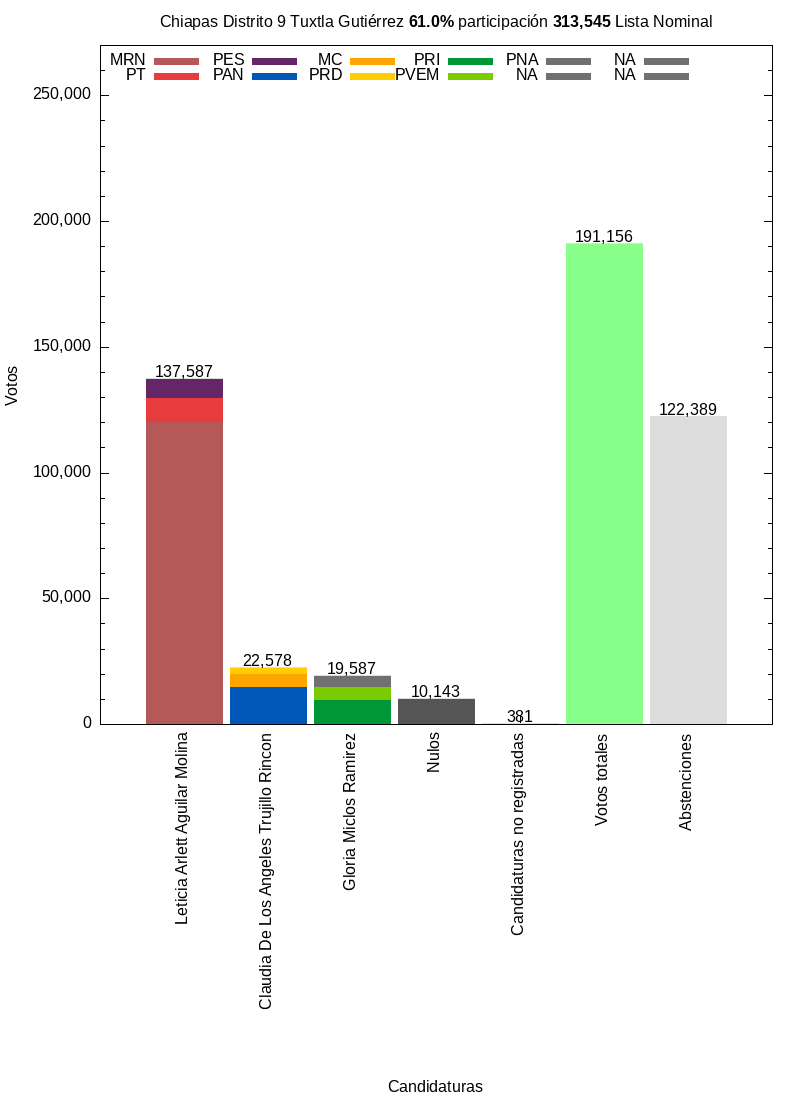 Chiapas Distrito 9 Tuxtla Gutiérrez 61.0% participación 313,545 Lista Nominal
MRN PES MC PRI PNA NA
PT PAN PRD PVEM NA NA
250,000
200,000
150,000
100,000
50,000
0
Votos
137,587
22,578
19,587
10,143
381
191,156
122,389
Leticia Arlett Aguilar Molina
Claudia De Los Angeles Trujillo Rincon
Gloria Miclos Ramirez
Nulos
Candidaturas no registradas
Votos totales
Abstenciones
Candidaturas